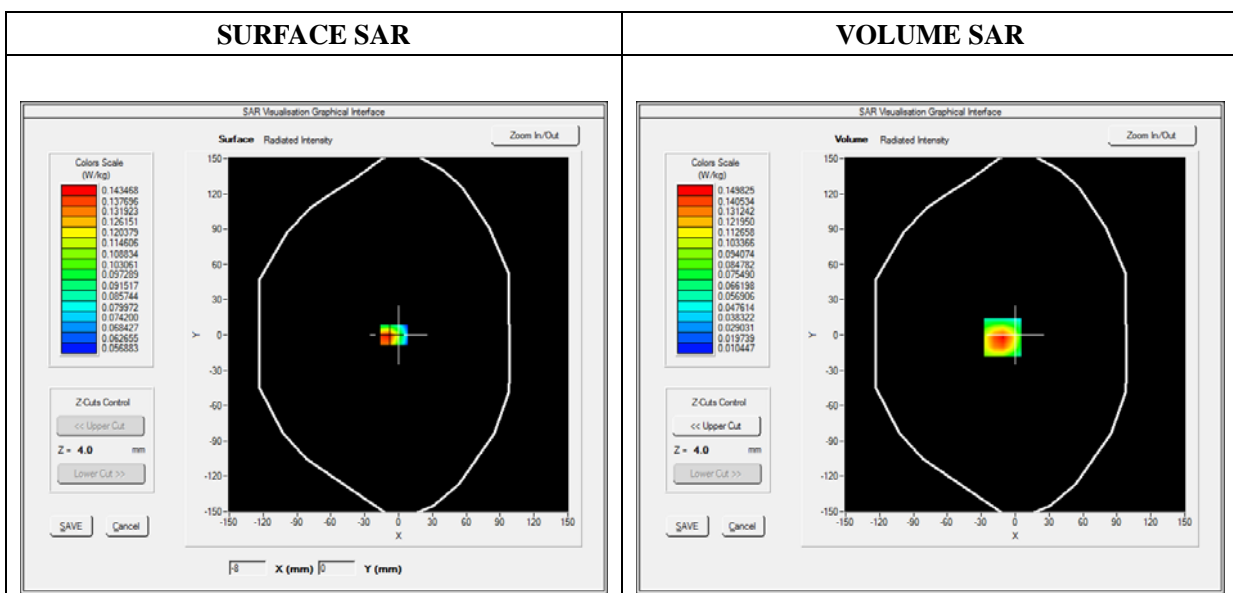 SURFACE SAR
VOLUME SAR
SAR Visualisation Graphical Interface
Surface Radiated Intensity
Zoom In/Out
Colors Scale
(W/kg)
0.143468
0.137696
0.131923
0.126151
0.120379
0.114606
0.108834
0.103061
0.097289
0.091517
0.085744
0.079972
0.074200
0.068427
0.062655
0.056883
Z-Cuts Control
<< Upper Cut
Z = 4.0 mm
Lower Cut >>
SAVE Cancel
150
120
90
60
30
0
-30
-60
-90
-120
-150
Y
-150 -120 -90 -60 -30 0 30 60 90 120 150
X
-8 X (mm) 0 Y (mm)
SAR Visualisation Graphical Interface
Volume Radiated Intensity
Zoom In/Out
Colors Scale
(W/kg)
0.149825
0.140534
0.131242
0.121950
0.112658
0.103366
0.094074
0.084782
0.075490
0.066198
0.056906
0.047614
0.038322
0.029031
0.019739
0.010447
Z-Cuts Control
<< Upper Cut
Z = 4.0 mm
Lower Cut >>
SAVE Cancel
150
120
90
60
30
0
-30
-60
-90
-120
-150
Y
-150 -120 -90 -60 -30 0 30 60 90 120 150
X